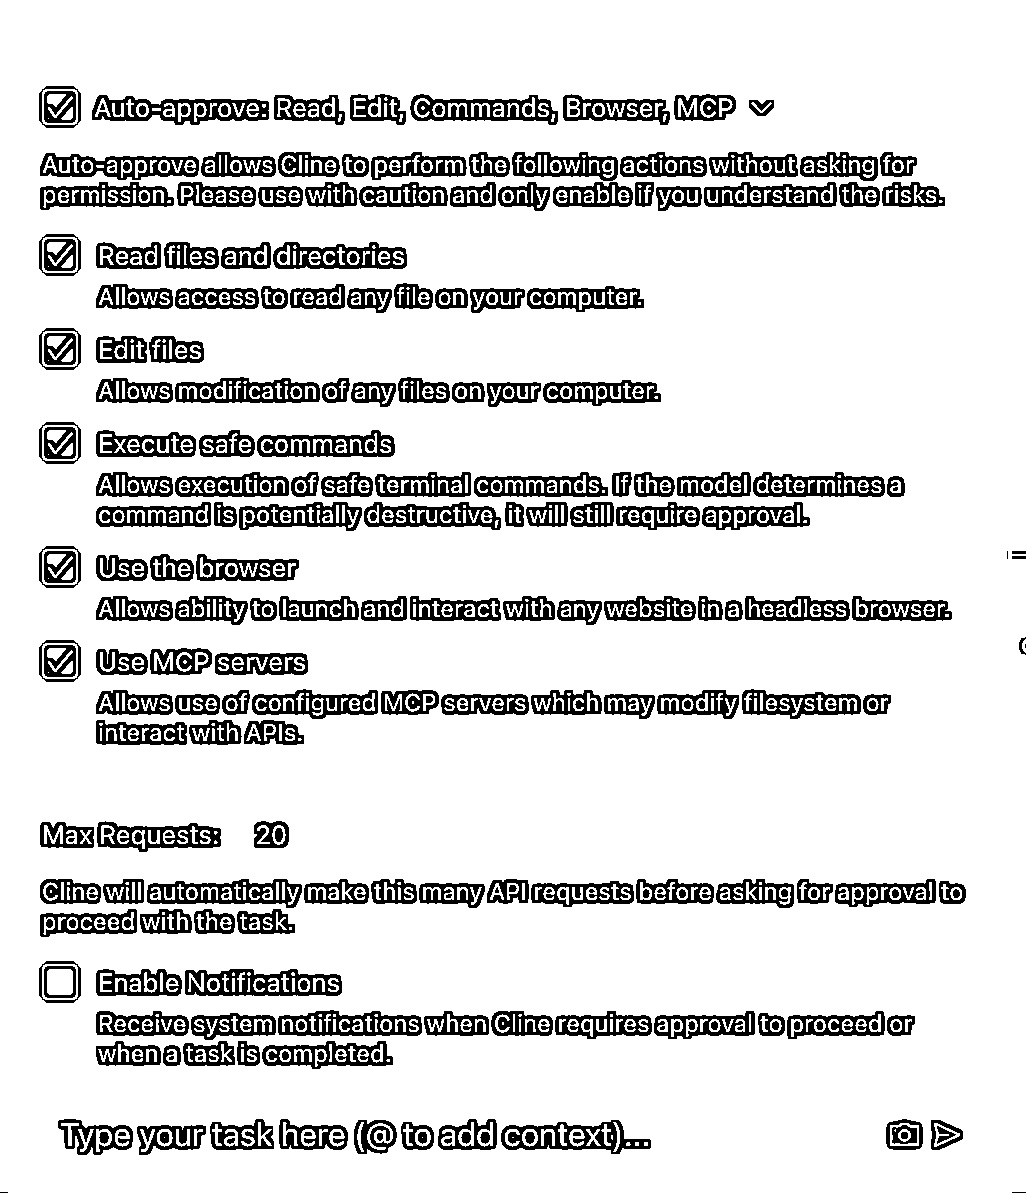 Auto-approve: Read, Edit, Commands, Browser, MCP
Auto-approve allows Cline to perform the following actions without asking for
permission. Please use with caution and only enable if you understand the risks.
Read files and directories
Allows access to read any file on your computer.
Edit files
Allows modification of any files on your computer.
Execute safe commands
Allows execution of safe terminal commands. If the model determines a
command is potentially destructive, it will still require approval.
Use the browser
Allows ability to launch and interact with any website in a headless browser.
Use MCP servers
Allows use of configured MCP servers which may modify filesystem or
interact with APIs.
Max Requests: 20
Cline will automatically make this many API requests before asking for approval to
proceed with the task.
Enable Notifications
Receive system notifications when Cline requires approval to proceed or
when a task is completed.
Type your task here (@ to add context)...